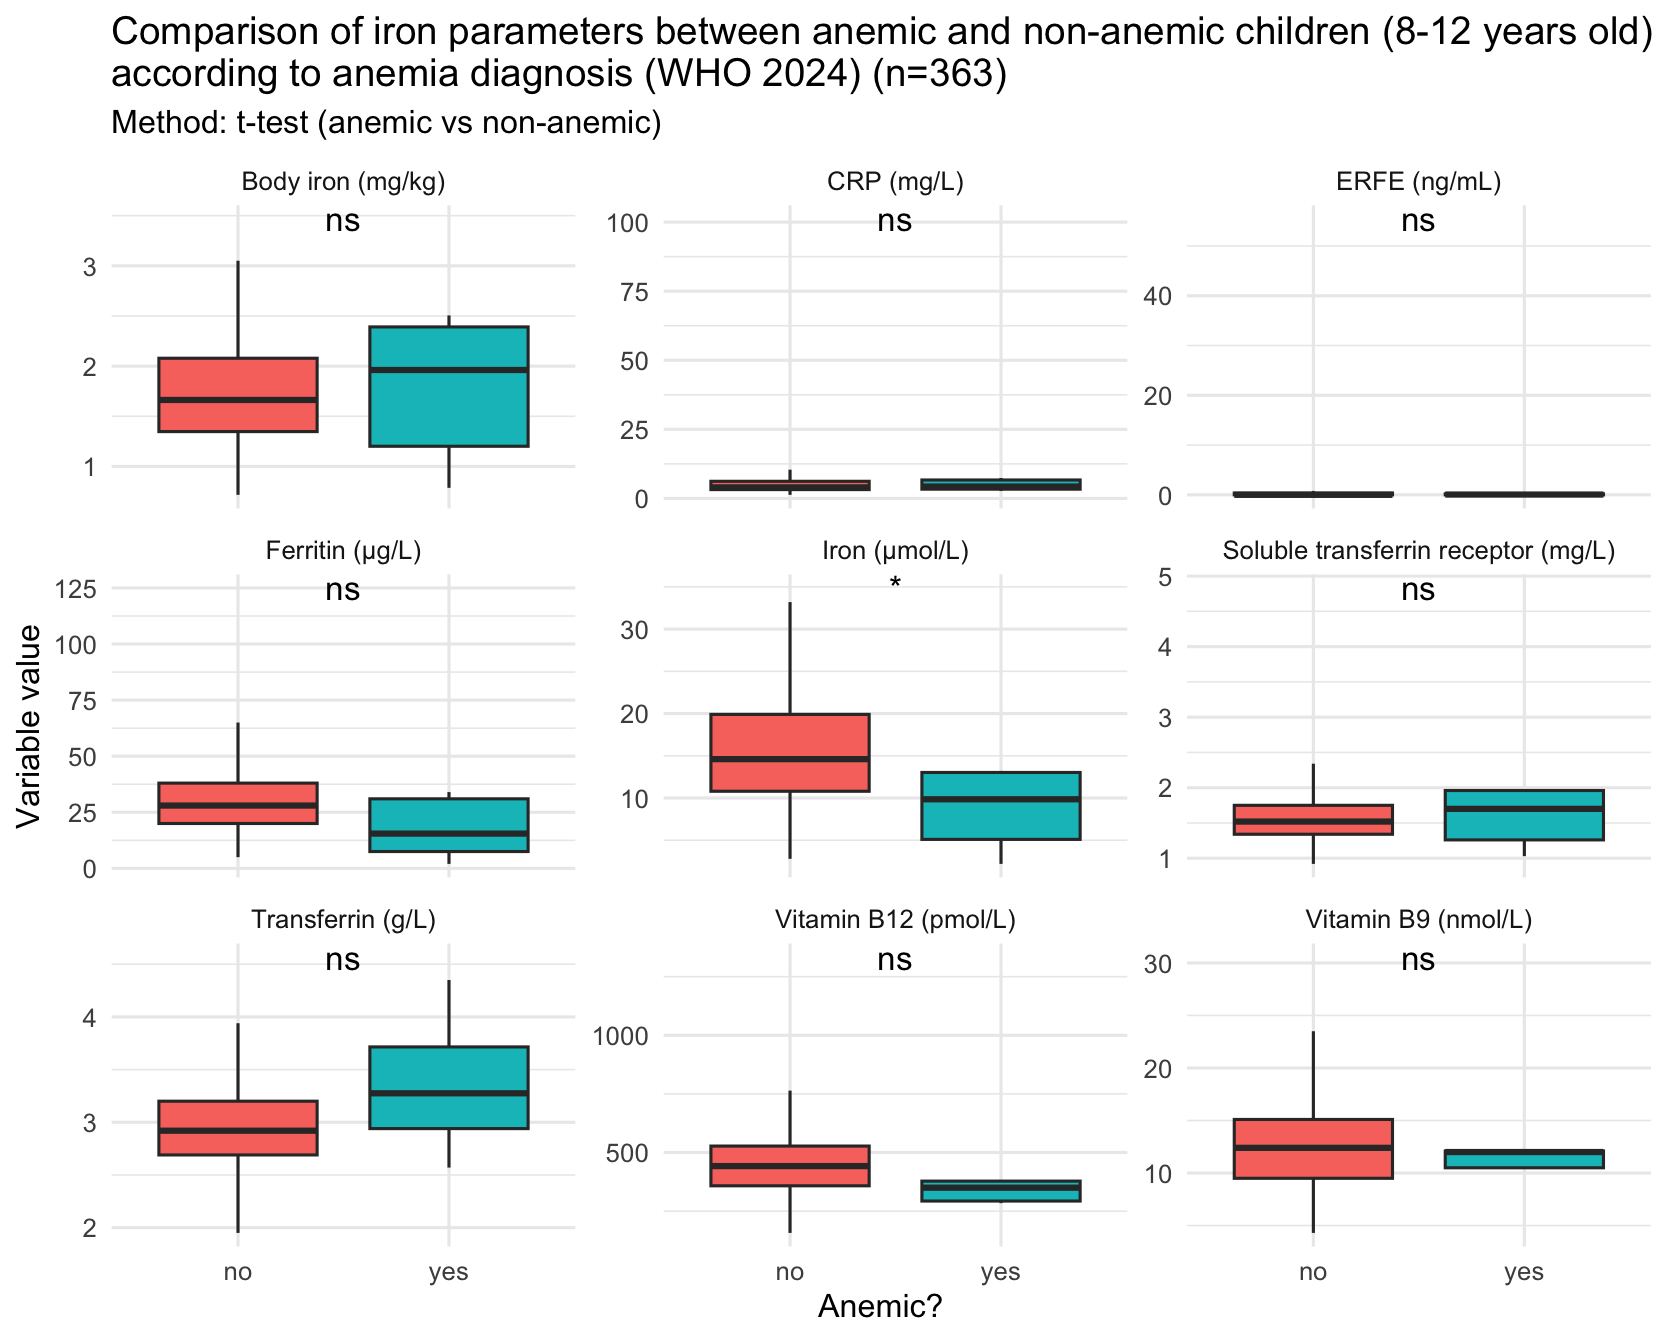 Comparison of iron parameters between anemic and non-anemic children (8-12 years old)
according to anemia diagnosis (WHO 2024) (n=363)
Method: t-test (anemic vs non-anemic)
Body iron (mg/kg)
ns
3
2
1
CRP (mg/L)
ns
100
75
50
25
0
ERFE (ng/mL)
ns
40
20
0
Variable value
Ferritin (µg/L)
ns
125
100
75
50
25
0
Iron (µmol/L)
*
30
20
10
Soluble transferrin receptor (mg/L)
ns
5
4
3
2
1
Transferrin (g/L)
ns
4
3
2
no yes
Vitamin B12 (pmol/L)
ns
1000
500
no yes
Vitamin B9 (nmol/L)
ns
30
20
10
no yes
Anemic?